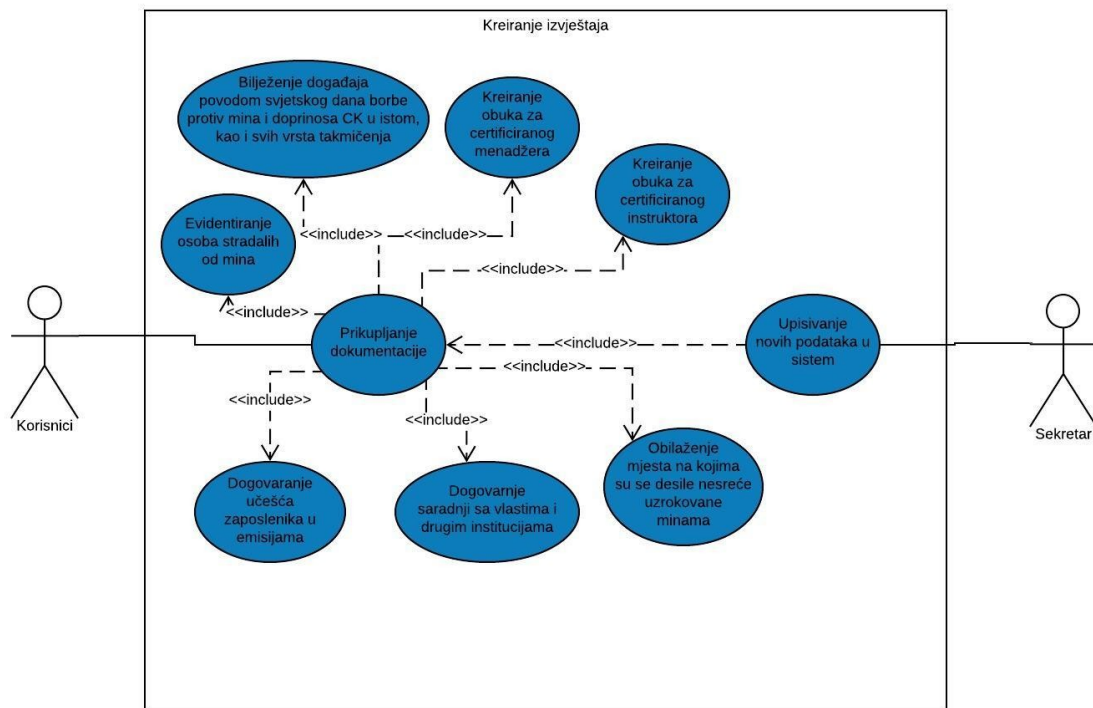 Kreiranje izvještaja
Bilježenje događaja
povodom svjetskog dana borbe
protiv mina i doprinosa CK u istom,
kao i svih vrsta takmičenja
Kreiranje
obuka za
certificiranog
menadžera
Kreiranje
obuka za
certificiranog
instruktora
Evidentiranje
osoba stradalih
od mina
<<include>>
<<include>>
<<include>>
<<include>>
Prikupljanje
dokumentacije
<<include>>
Upisivanje
novih podataka u
sistem
Korisnici
Sekretar
<<include>>
<<include>>
<<include>>
Dogovaranje
učešća
zaposlenika u
emisijama
Dogovarnje
saradnji sa vlastima i
drugim institucijama
Obilaženje
mjesta na kojima
su se desile nesreće
uzrokovane
minama